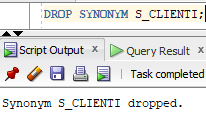 DROP SYNONYM S_CLIENTI;
Script Output x Query Result x
Task completed
Synonym S_CLIENTI dropped.